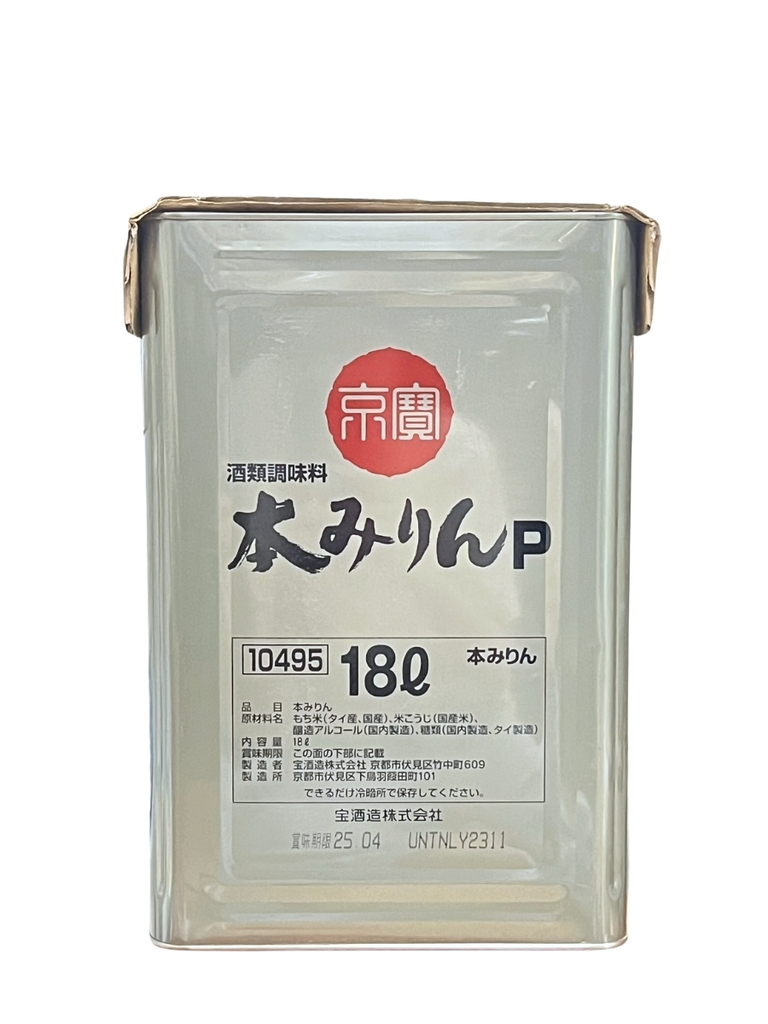 京寶
酒類調味料
本みりんP
10495 18ℓ 本みりん
品目 本みりん
原材料名 もち米(タイ産、国産)、米こうじ(国産米)、
醸造アルコール(国内製造)、糖類(国内製造、タイ製造)
内容量 18ℓ
賞味期限 この面の下部に記載
製造者 宝酒造株式会社 京都市伏見区竹中町609
製造所 京都市伏見区下鳥羽葭田町101
できるだけ冷暗所で保存してください。
宝酒造株式会社
賞味期限 25.04 UNTNLY2311